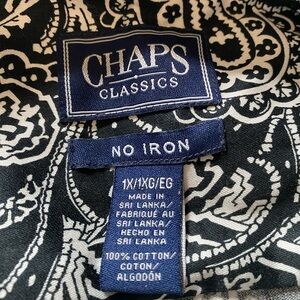 CHAPS
CLASSICS
NO IRON
1X/1XG/EG
MADE IN
SRI LANKA/
FABRIQUÉ AU
SRI LANKA/
HECHO EN
SRI LANKA
100% COTTON/
COTON/
ALGODÓN